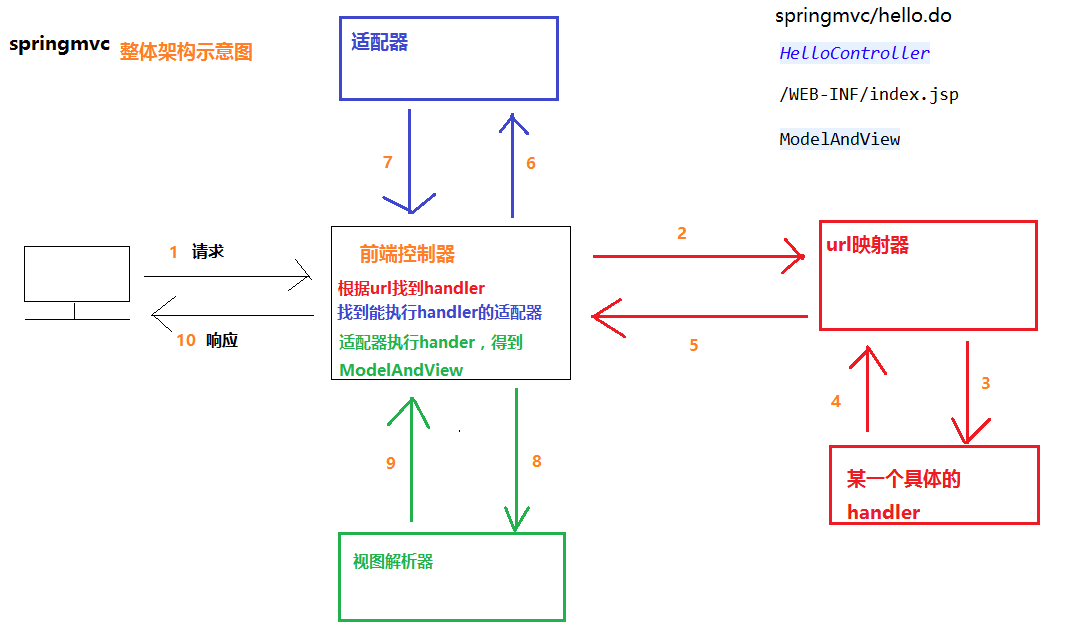 springmvc 整体架构示意图
适配器
springmvc/hello.do
HelloController
/WEB-INF/index.jsp
ModelAndView
7
6
1 请求
10 响应
前端控制器
根据url找到handler
找到能执行handler的适配器
适配器执行hander，得到
ModelAndView
2
5
url映射器
4
3
某一个具体的
handler
9
8
视图解析器